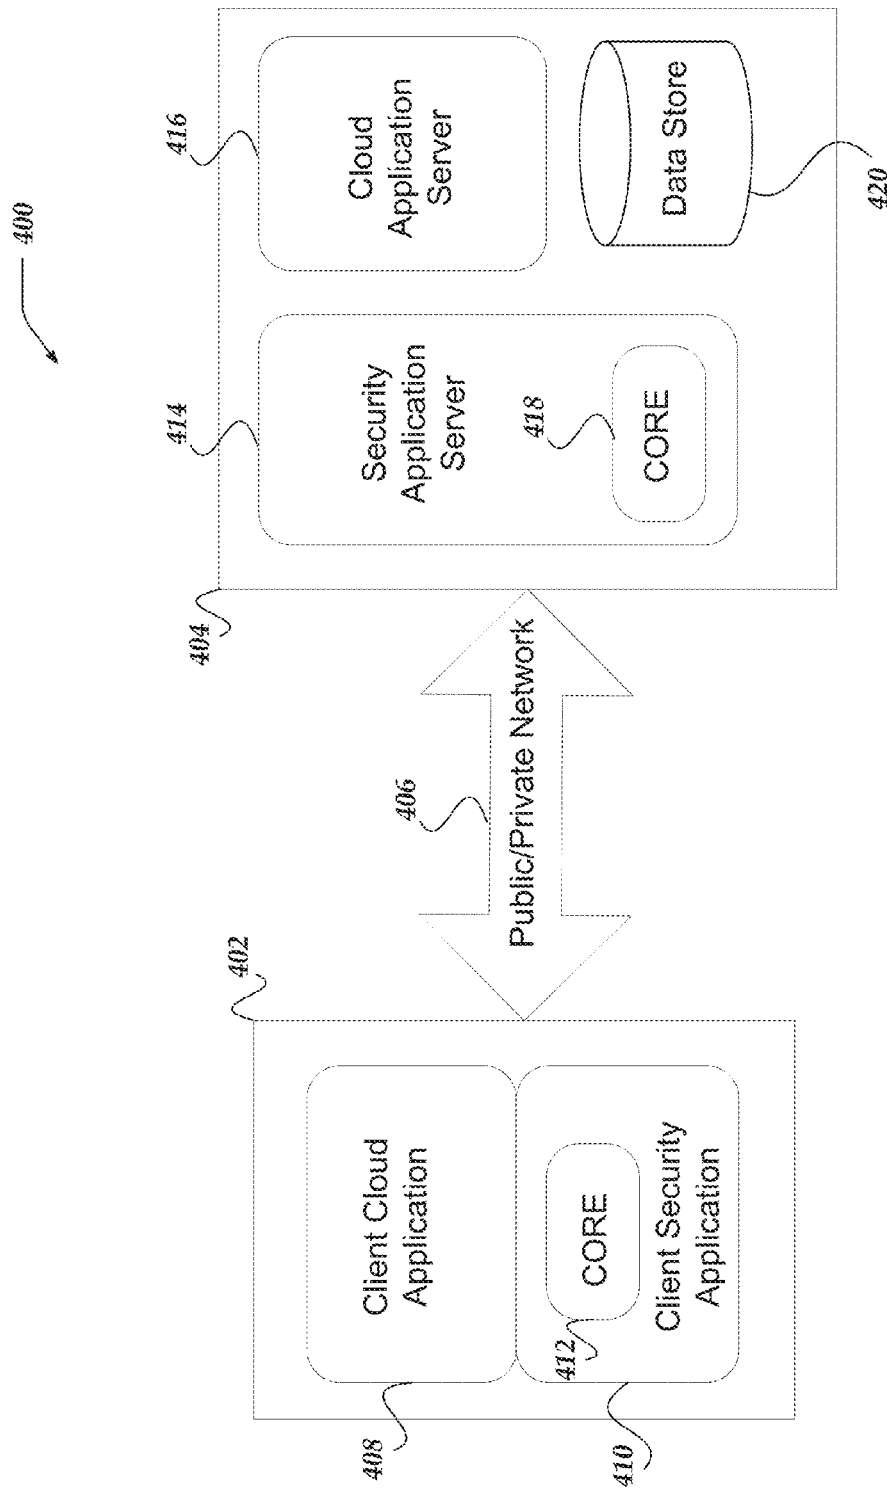 400
402
Client Cloud
Application
408
CORE
412
Client Security
Application
410
406
Public/Private Network
404
414
Security
Application
Server
418
CORE
416
Cloud
Application
Server
Data Store
420